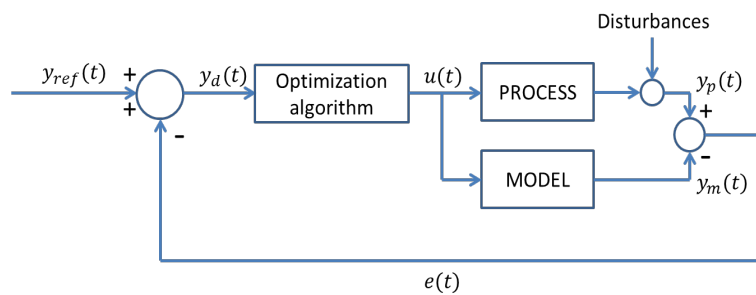 Disturbances
y_ref(t)
+
+
-
y_d(t)
Optimization
algorithm
u(t)
PROCESS
y_p(t)
+
-
MODEL
y_m(t)
e(t)